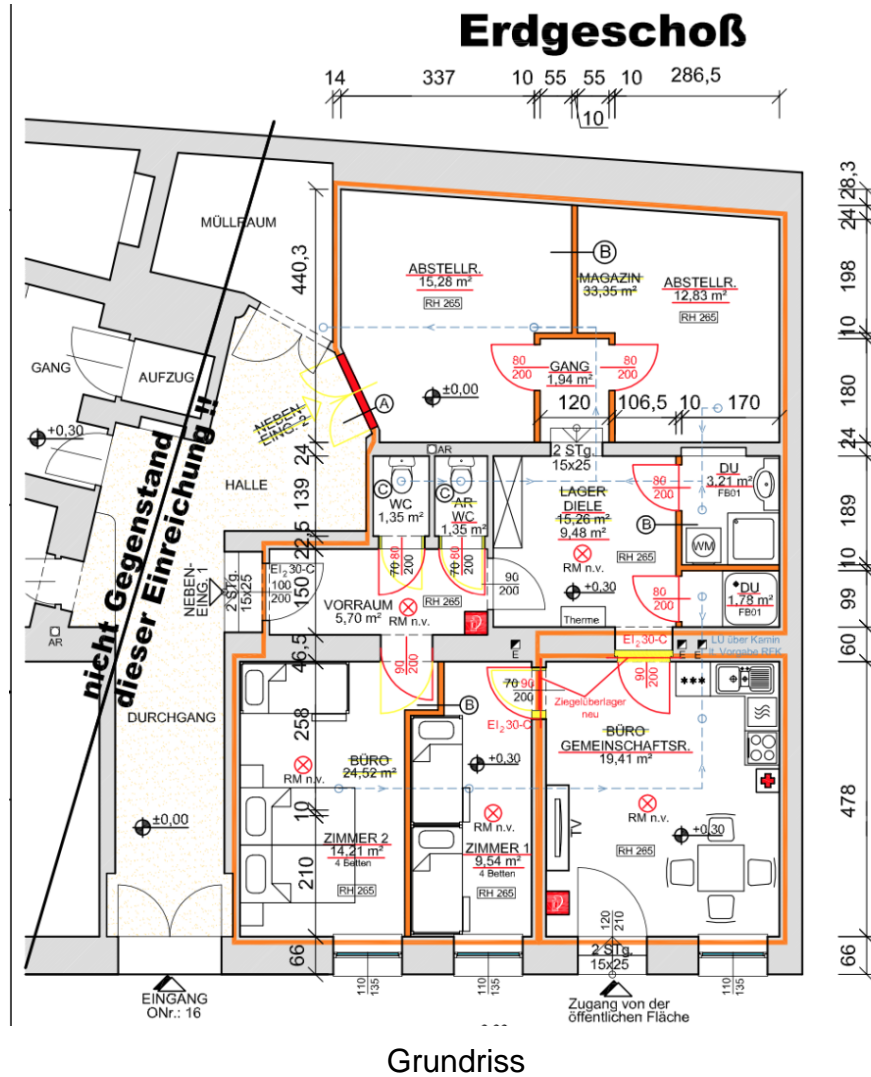 Erdgeschoß
14 337 10 55 55 10 286,5
10
28,3
24
198
10
180
24
189
10
99
60
478
66
440,3
24
139
22,5
150
46,5
258
10
210
66
MÜLLRAUM
GANG
AUFZUG
+0,30
NEBEN-
EING. 2
HALLE
nicht Gegenstand
dieser Einreichung !!
AR
NEBEN-
EING. 1
2 STg.
15x25
DURCHGANG
±0,00
EINGANG
ONr.: 16
ABSTELLR.
15,28 m²
RH 265
B
MAGAZIN
33,35 m²
ABSTELLR.
12,83 m²
RH 265
80
200
GANG
1,94 m²
80
200
±0,00
A
120 106,5 10 170
2 STg.
15x25
AR
C
WC
1,35 m²
C
AR
WC
1,35 m²
LAGER
DIELE
15,26 m²
9,48 m²
RM n.v.
RH 265
+0,30
Therme
80
200
DU
3,21 m²
FB01
B
WM
80
200
DU
1,78 m²
FB01
EI₂30-C
100
200
70 80
200
70 80
200
90
200
VORRAUM
5,70 m²
RM n.v.
RH 265
90
200
B
E
EI₂30-C
E
E
LÜ über Kamin
lt. Vorgabe RFK
70 90
200
EI₂30-C
Ziegelüberlager
neu
90
200
BÜRO
24,52 m²
RM n.v.
ZIMMER 2
14,21 m²
4 Betten
RH 265
+0,30
RM n.v.
ZIMMER 1
9,54 m²
4 Betten
RH 265
BÜRO
GEMEINSCHAFTSR.
19,41 m²
RM n.v.
+0,30
RH 265
TV
120
210
2 STg.
15x25
110
135
110
135
110
135
Zugang von der
öffentlichen Fläche
Grundriss